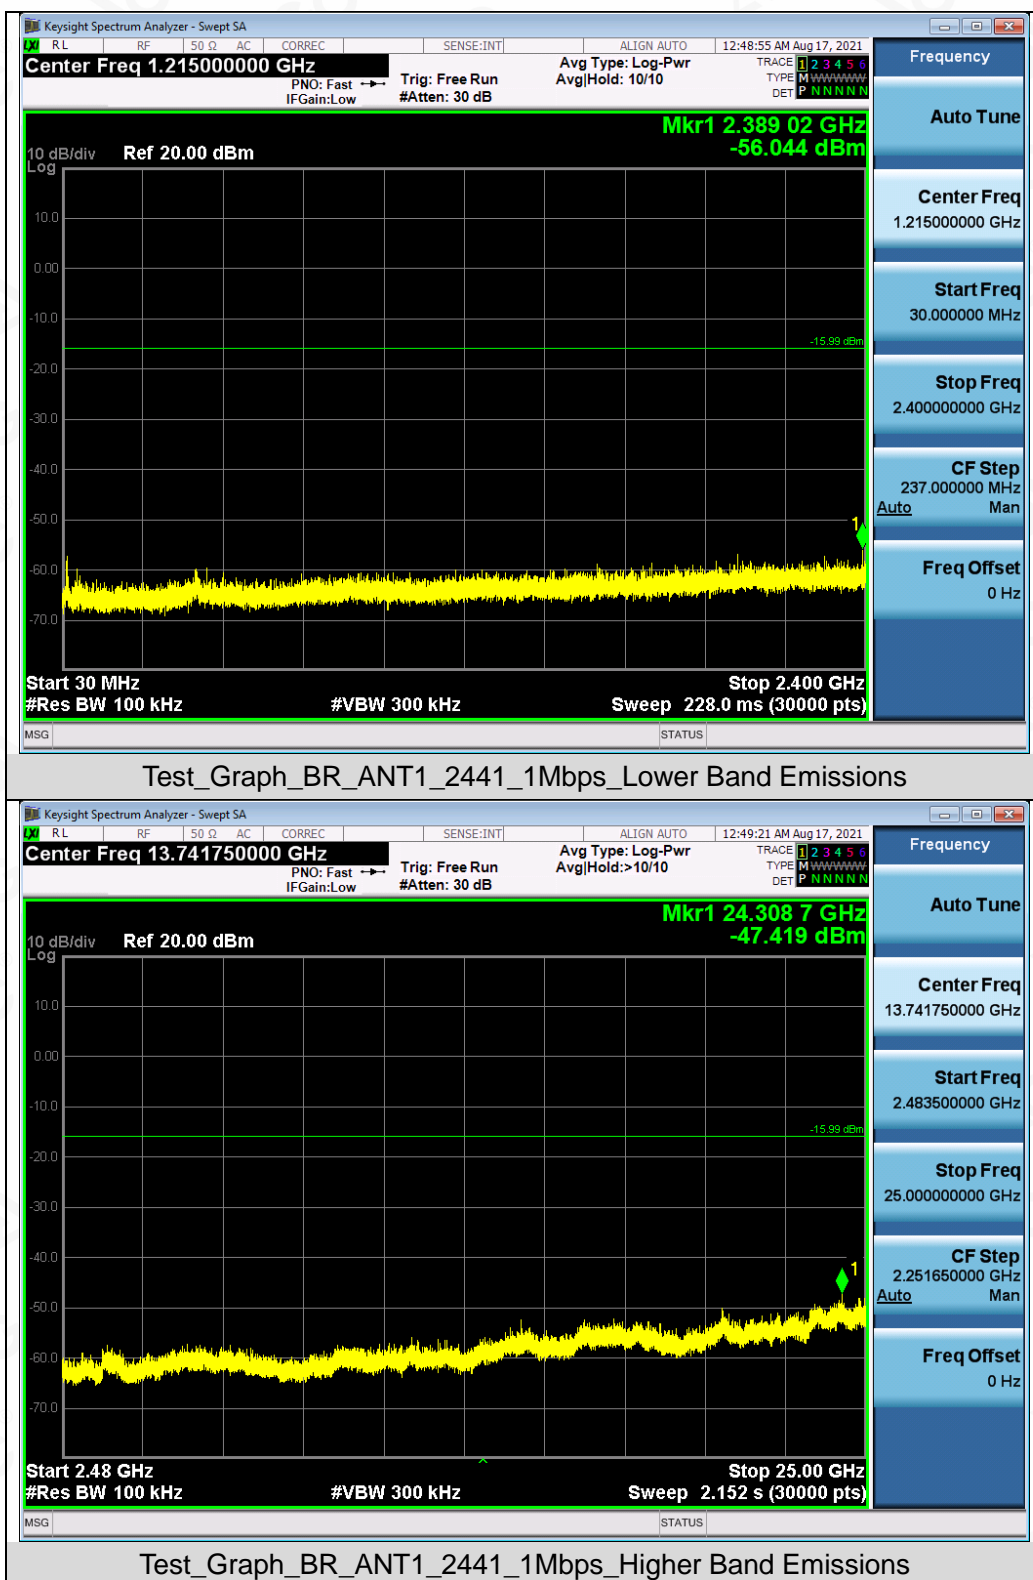 Keysight Spectrum Analyzer - Swept SA
LXI RL RF 50 Ω AC CORREC SENSE:INT ALIGN AUTO 12:48:55 AM Aug 17, 2021
Center Freq 1.215000000 GHz
PNO: Fast
IFGain:Low
Trig: Free Run
#Atten: 30 dB
Avg Type: Log-Pwr
Avg|Hold: 10/10
TRACE 1 2 3 4 5 6
TYPE M WWWWW
DET P N N N N N
Frequency
Mkr1 2.389 02 GHz
-56.044 dBm
10 dB/div Ref 20.00 dBm
Log
10.0
0.00
-10.0
-15.99 dBm
-20.0
-30.0
-40.0
-50.0
1
-60.0
-70.0
Start 30 MHz Stop 2.400 GHz
#Res BW 100 kHz #VBW 300 kHz Sweep 228.0 ms (30000 pts)
Auto Tune
Center Freq
1.215000000 GHz
Start Freq
30.000000 MHz
Stop Freq
2.400000000 GHz
CF Step
237.000000 MHz
Auto Man
Freq Offset
0 Hz
MSG STATUS
Test_Graph_BR_ANT1_2441_1Mbps_Lower Band Emissions
Keysight Spectrum Analyzer - Swept SA
LXI RL RF 50 Ω AC CORREC SENSE:INT ALIGN AUTO 12:49:21 AM Aug 17, 2021
Center Freq 13.741750000 GHz
PNO: Fast
IFGain:Low
Trig: Free Run
#Atten: 30 dB
Avg Type: Log-Pwr
Avg|Hold:>10/10
TRACE 1 2 3 4 5 6
TYPE M WWWWW
DET P N N N N N
Frequency
Mkr1 24.308 7 GHz
-47.419 dBm
10 dB/div Ref 20.00 dBm
Log
10.0
0.00
-10.0
-15.99 dBm
-20.0
-30.0
-40.0
1
-50.0
-60.0
-70.0
Start 2.48 GHz Stop 25.00 GHz
#Res BW 100 kHz #VBW 300 kHz Sweep 2.152 s (30000 pts)
Auto Tune
Center Freq
13.741750000 GHz
Start Freq
2.483500000 GHz
Stop Freq
25.000000000 GHz
CF Step
2.251650000 GHz
Auto Man
Freq Offset
0 Hz
MSG STATUS
Test_Graph_BR_ANT1_2441_1Mbps_Higher Band Emissions